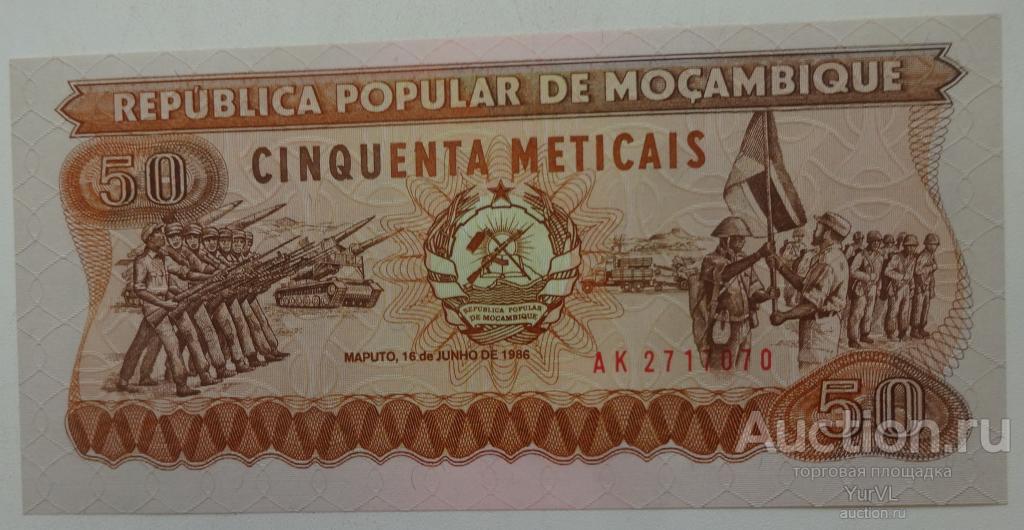 REPÚBLICA POPULAR DE MOÇAMBIQUE
50
CINQUENTA METICAIS
REPÚBLICA POPULAR
DE MOÇAMBIQUE
MAPUTO, 16 de JUNHO DE 1986
AK 2717070
50
Auction.ru
торговая площадка
YurVL
auction.ru